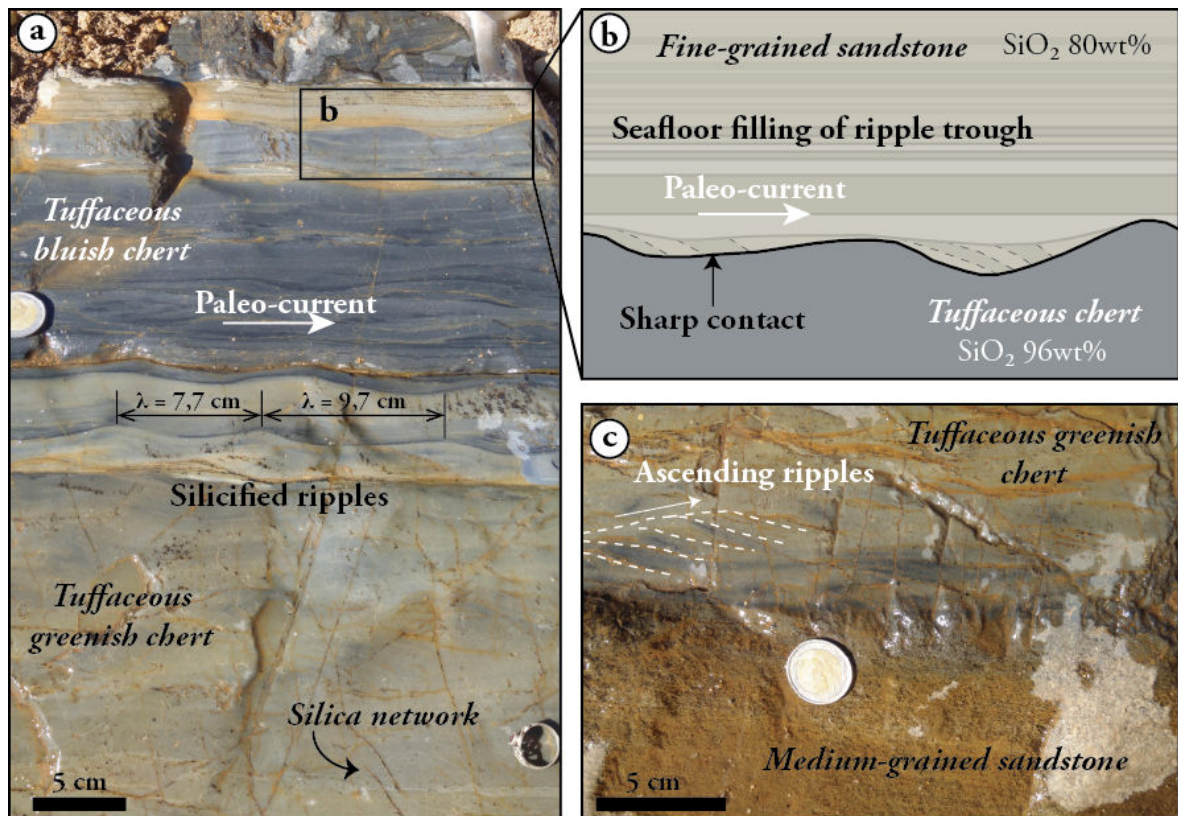 a
b
Tuffaceous
bluish chert
Paleo-current
λ = 7,7 cm
λ = 9,7 cm
Silicified ripples
Tuffaceous
greenish chert
Silica network
5 cm
b
Fine-grained sandstone SiO₂ 80wt%
Seafloor filling of ripple trough
Paleo-current
Sharp contact
Tuffaceous chert
SiO₂ 96wt%
c
Tuffaceous greenish
chert
Ascending ripples
5 cm
Medium-grained sandstone